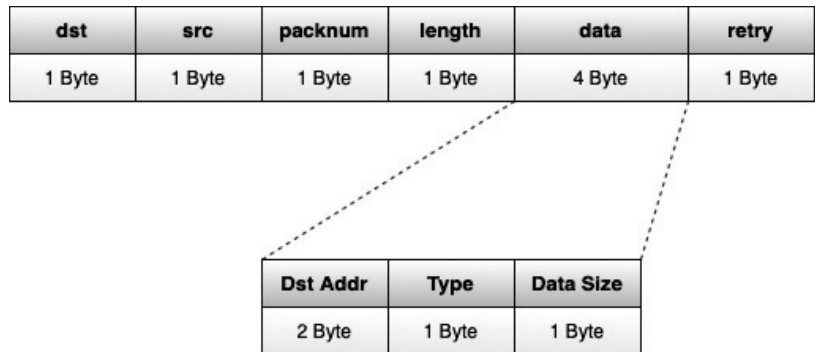 dst src packnum length data retry
1 Byte 1 Byte 1 Byte 1 Byte 4 Byte 1 Byte
Dst Addr Type Data Size
2 Byte 1 Byte 1 Byte